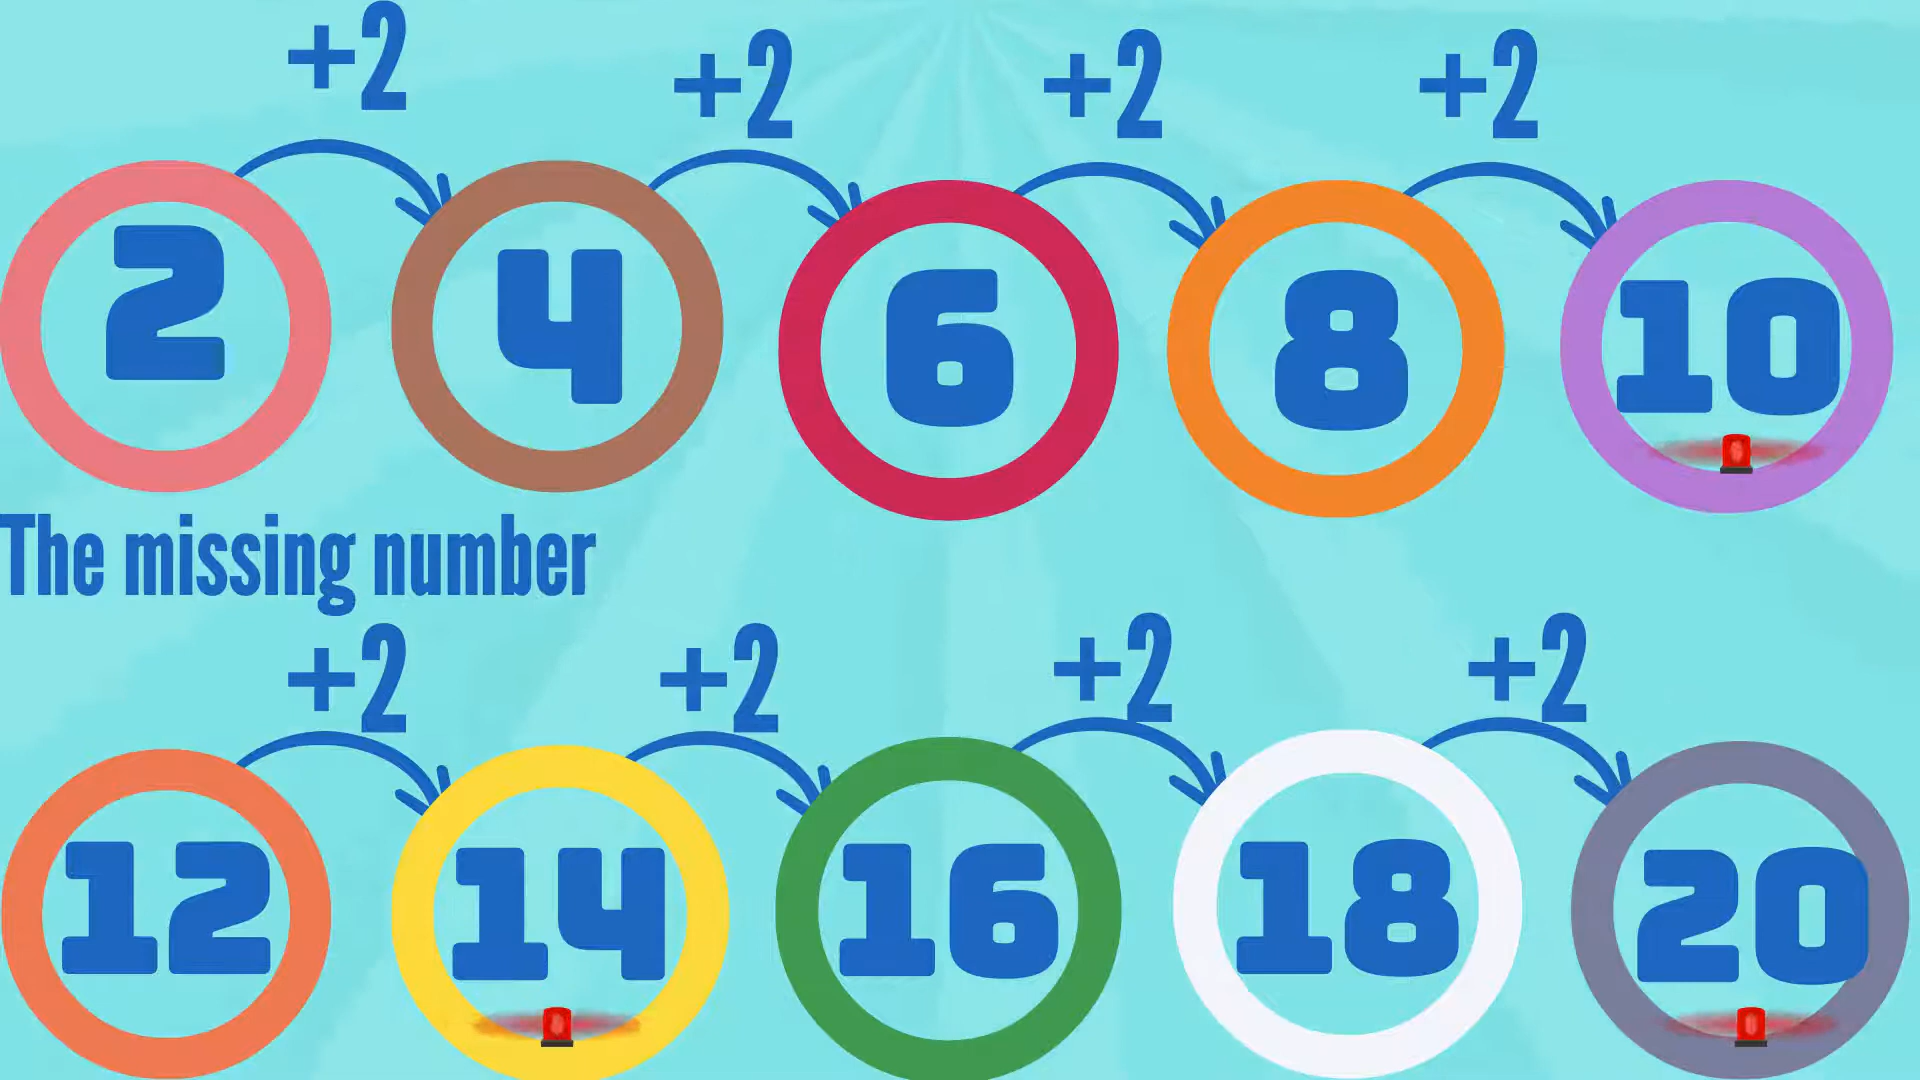 +2 +2 +2 +2
2 4 6 8 10
The missing number
+2 +2 +2 +2
12 14 16 18 20